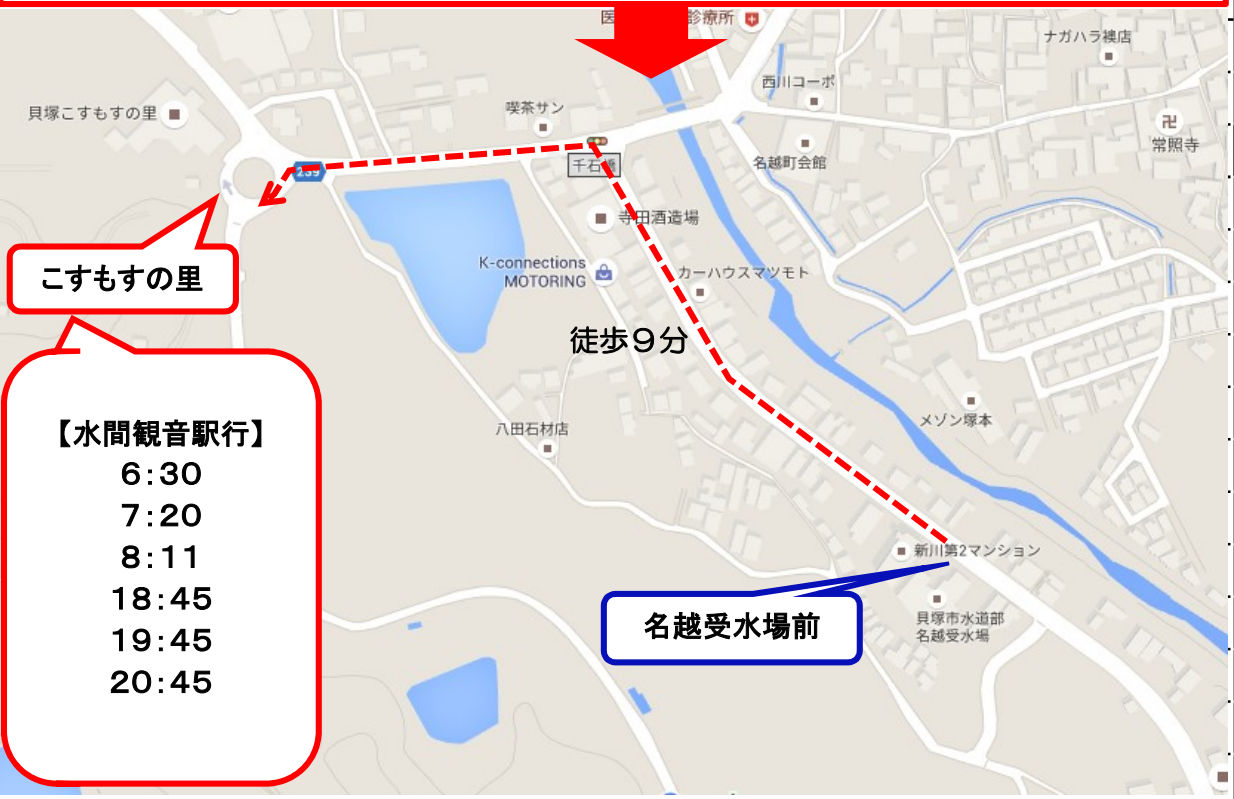 医
診療所
ナガハラ襖店
西川コーポ
喫茶サン
貝塚こすもすの里
卍
常照寺
名越町会館
千石橋
239
寺田酒造場
K-connections
MOTORING
カーハウスマツモト
こすもすの里
徒歩９分
メゾン塚本
八田石材店
【水間観音駅行】
６：３０
７：２０
８：１１
１８：４５
１９：４５
２０：４５
新川第2マンション
名越受水場前
貝塚市水道部
名越受水場